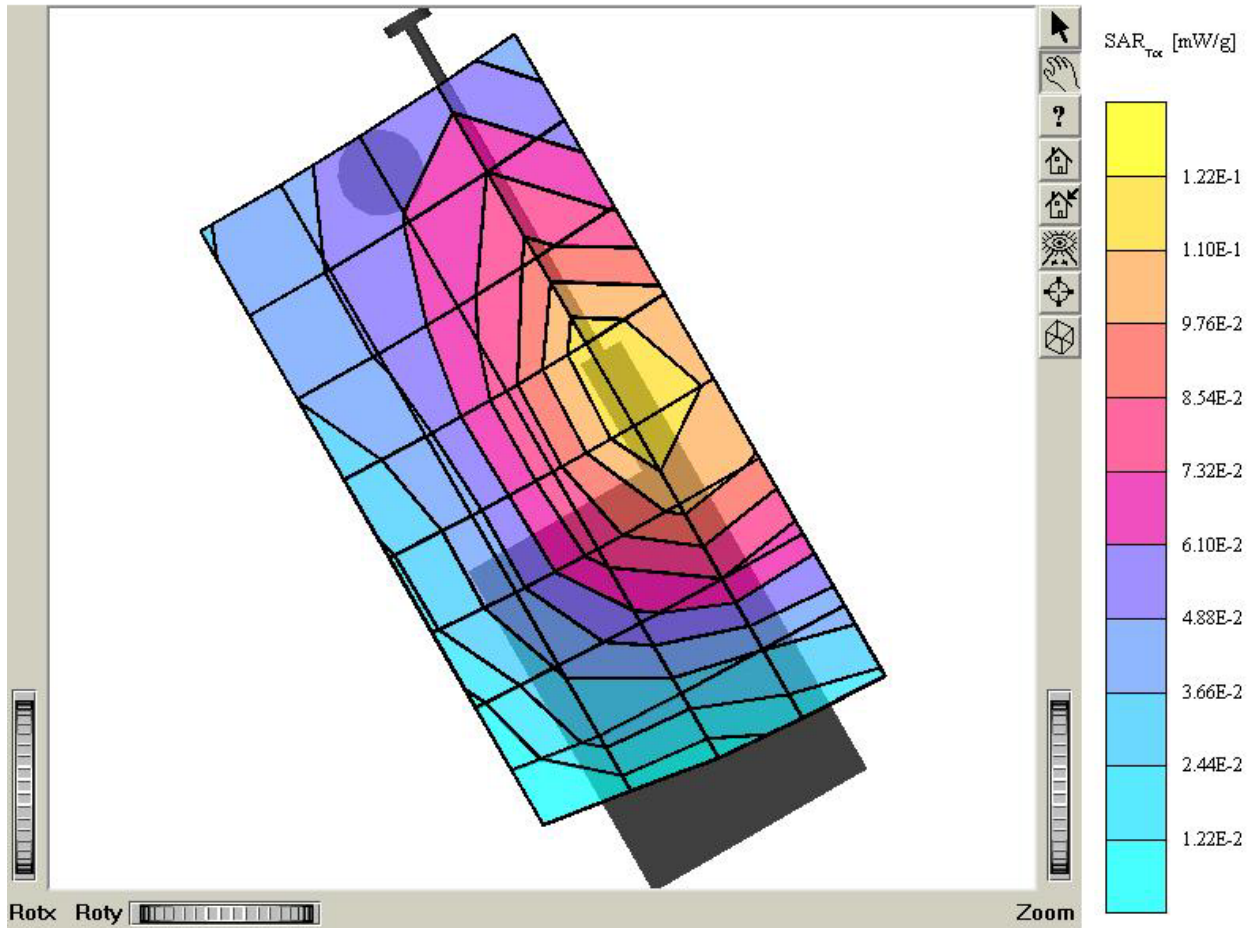 SAR_Tot [mW/g]
?
1.22E-1
1.10E-1
9.76E-2
8.54E-2
7.32E-2
6.10E-2
4.88E-2
3.66E-2
2.44E-2
1.22E-2
Rotx Roty Zoom